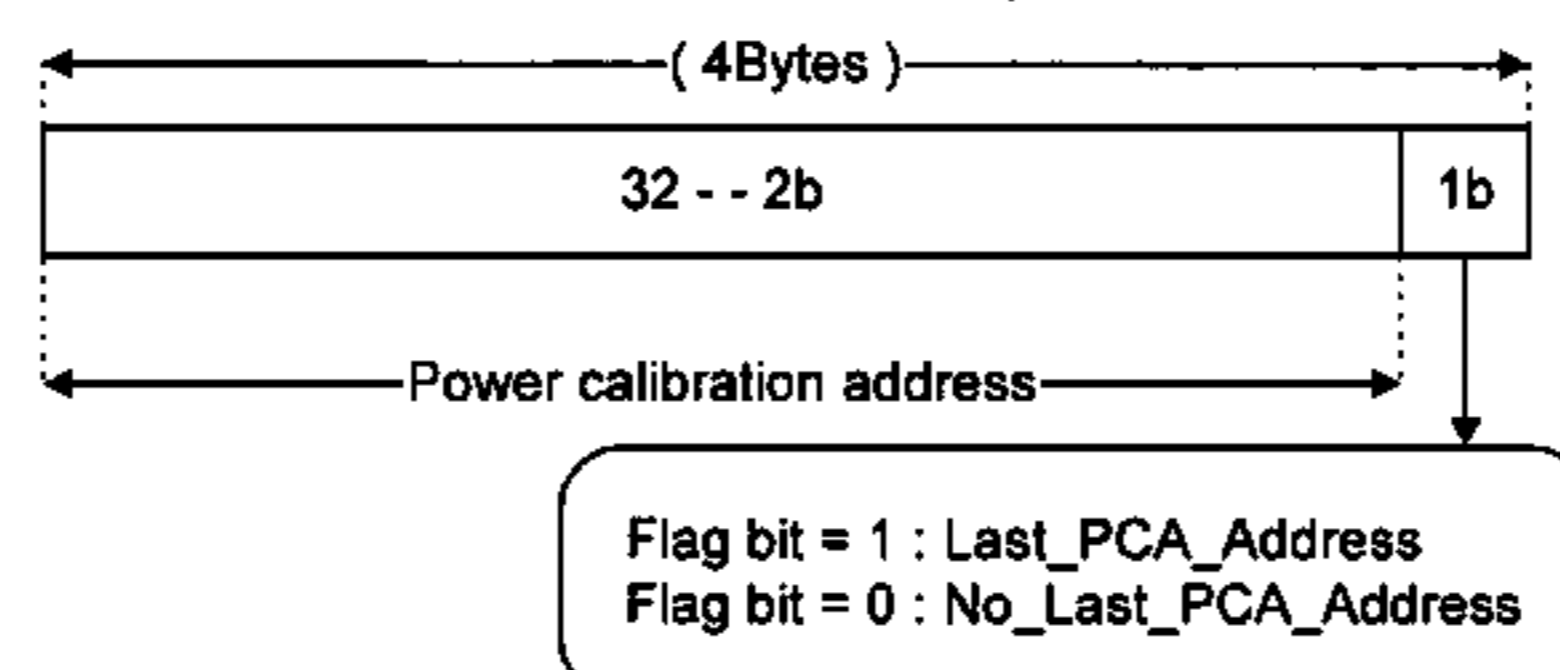 ( 4Bytes )
32 - - 2b
1b
Power calibration address
Flag bit = 1 : Last_PCA_Address
Flag bit = 0 : No_Last_PCA_Address